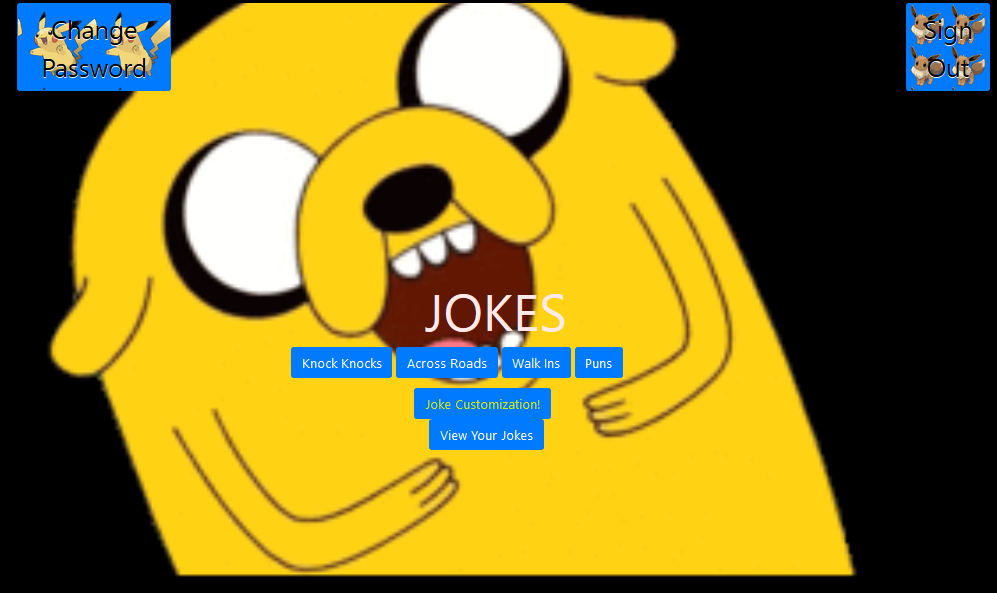 Change
Password
Sign
Out
JOKES
Knock Knocks Across Roads Walk Ins Puns
Joke Customization!
View Your Jokes